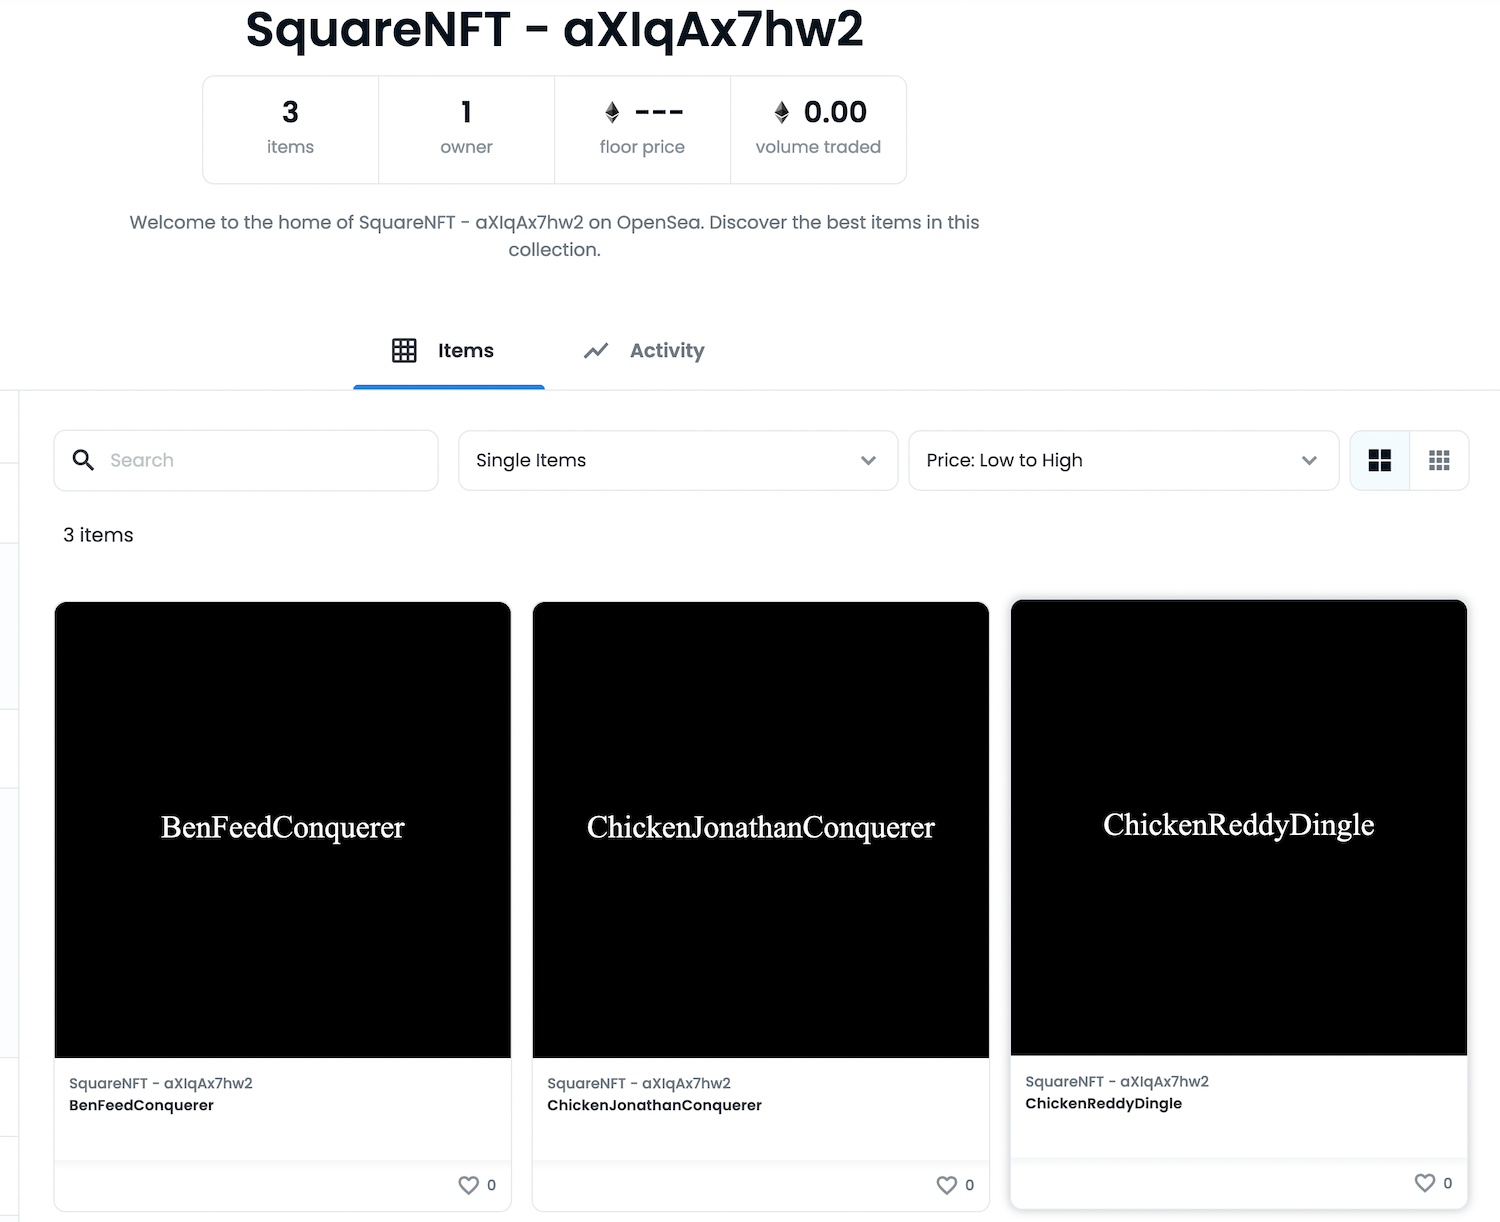 SquareNFT - aXIqAx7hw2
3 1 --- 0.00
items owner floor price volume traded
Welcome to the home of SquareNFT - aXIqAx7hw2 on OpenSea. Discover the best items in this
collection.
Items Activity
Search Single Items Price: Low to High
3 items
BenFeedConquerer ChickenJonathanConquerer ChickenReddyDingle
SquareNFT - aXIqAx7hw2 SquareNFT - aXIqAx7hw2 SquareNFT - aXIqAx7hw2
BenFeedConquerer ChickenJonathanConquerer ChickenReddyDingle
0 0 0